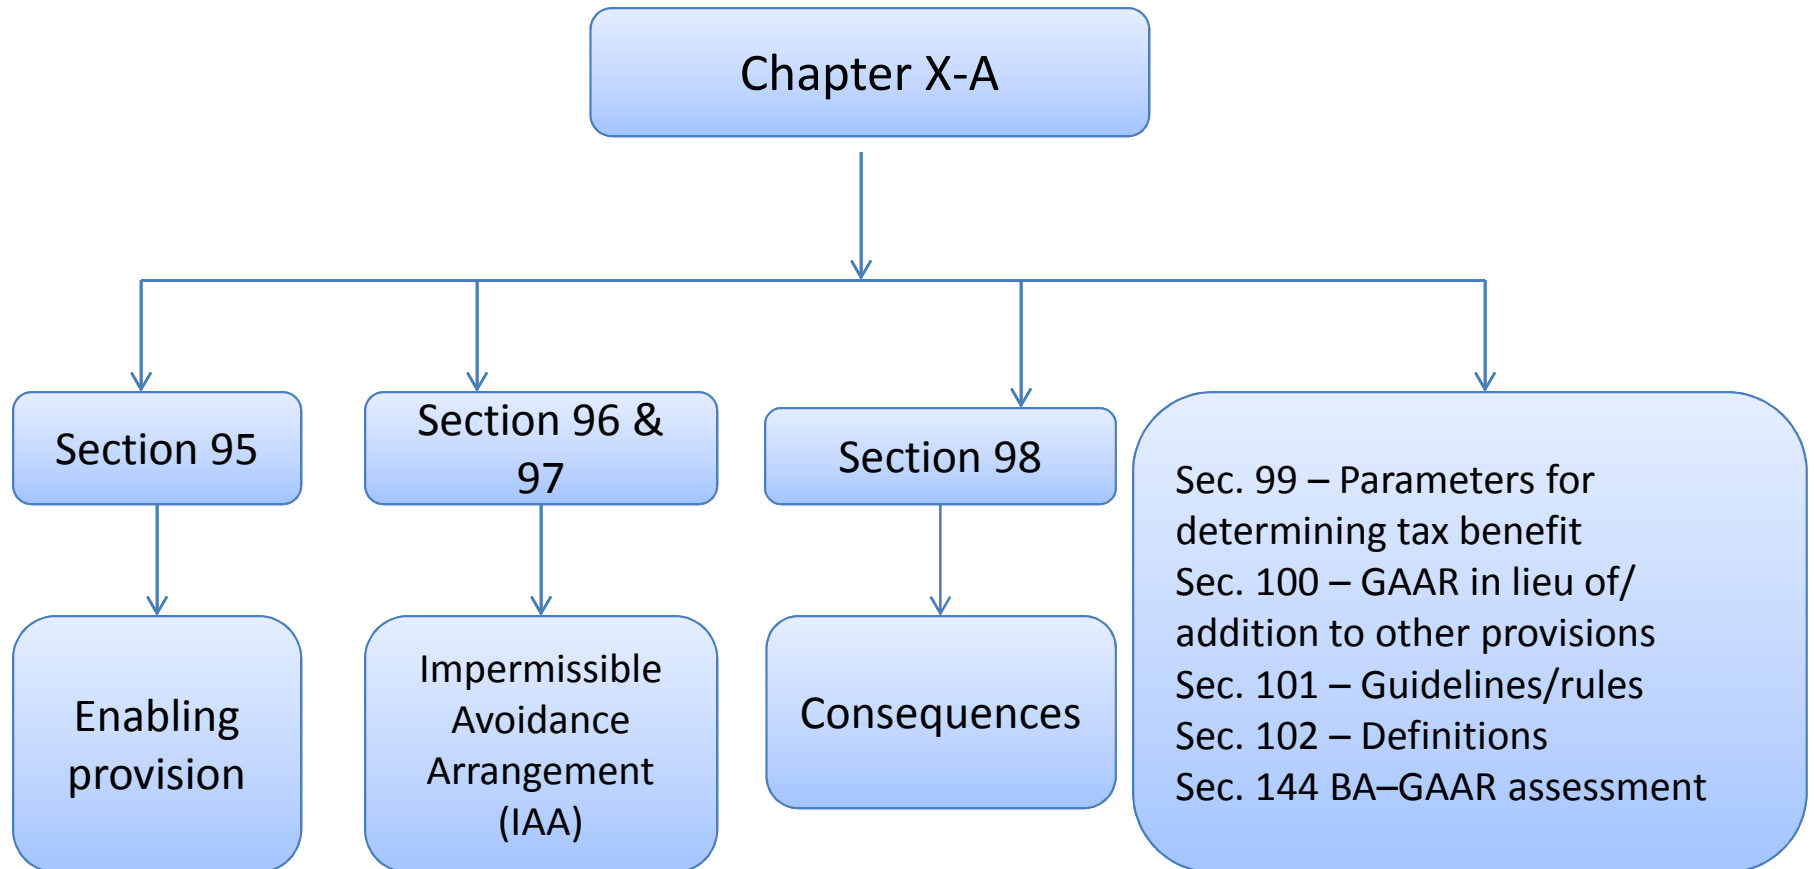 Chapter X-A
Section 95
Section 96 &
97
Section 98
Enabling
provision
Impermissible
Avoidance
Arrangement
(IAA)
Consequences
Sec. 99 – Parameters for
determining tax benefit
Sec. 100 – GAAR in lieu of/
addition to other provisions
Sec. 101 – Guidelines/rules
Sec. 102 – Definitions
Sec. 144 BA–GAAR assessment